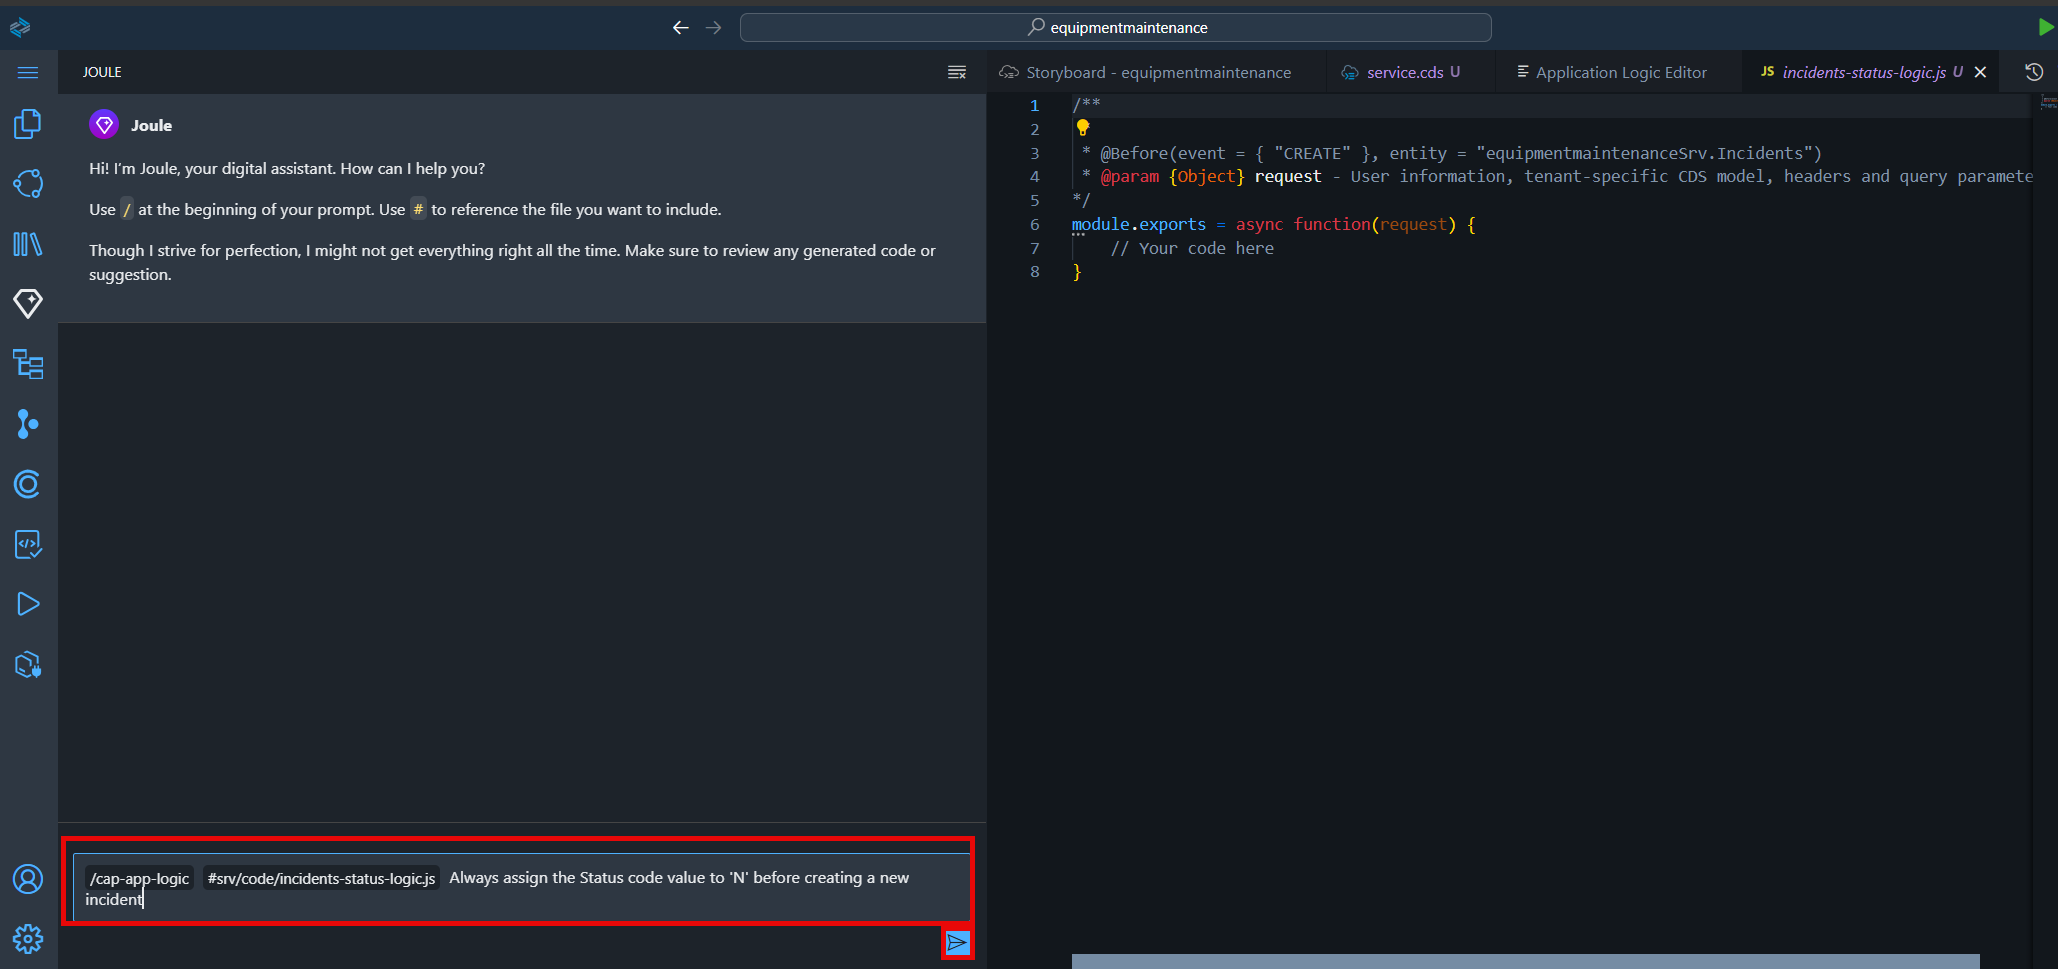 equipmentmaintenance
JOULE
Storyboard - equipmentmaintenance
service.cds U
Application Logic Editor
JS incidents-status-logic.js U
Joule
Hi! I'm Joule, your digital assistant. How can I help you?
Use / at the beginning of your prompt. Use # to reference the file you want to include.
Though I strive for perfection, I might not get everything right all the time. Make sure to review any generated code or
suggestion.
1 /**
2
3 * @Before(event = { "CREATE" }, entity = "equipmentmaintenanceSrv.Incidents")
4 * @param {Object} request - User information, tenant-specific CDS model, headers and query paramete
5 */
6 module.exports = async function(request) {
7 // Your code here
8 }
/cap-app-logic #srv/code/incidents-status-logic.js Always assign the Status code value to 'N' before creating a new
incident